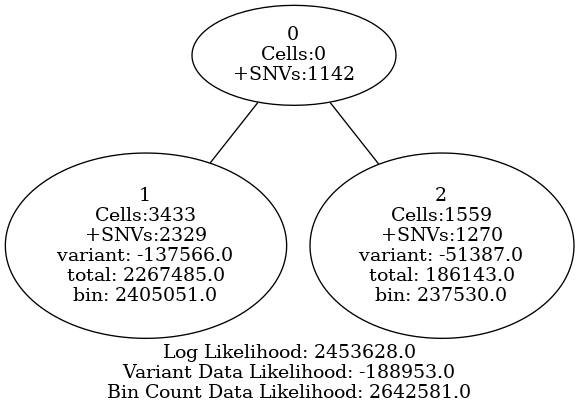 0
Cells:0
+SNVs:1142
1
Cells:3433
+SNVs:2329
variant: -137566.0
total: 2267485.0
bin: 2405051.0
2
Cells:1559
+SNVs:1270
variant: -51387.0
total: 186143.0
bin: 237530.0
Log Likelihood: 2453628.0
Variant Data Likelihood: -188953.0
Bin Count Data Likelihood: 2642581.0